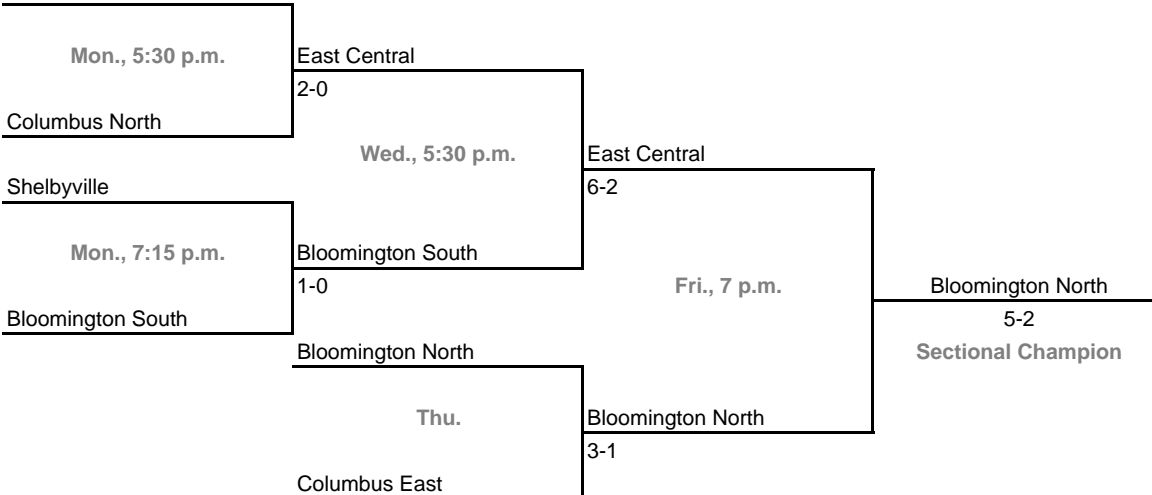 Mon., 5:30 p.m.
East Central
2-0
Columbus North
Wed., 5:30 p.m.
East Central
6-2
Shelbyville
Mon., 7:15 p.m.
Bloomington South
1-0
Bloomington South
Fri., 7 p.m.
Bloomington North
5-2
Sectional Champion
Bloomington North
Thu.
Bloomington North
3-1
Columbus East